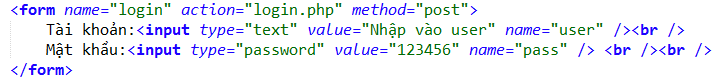 <form name="login" action="login.php" method="post">
Tài khoản:<input type="text" value="Nhập vào user" name="user" /><br />
Mật khẩu:<input type="password" value="123456" name="pass" /> <br /><br />
</form>